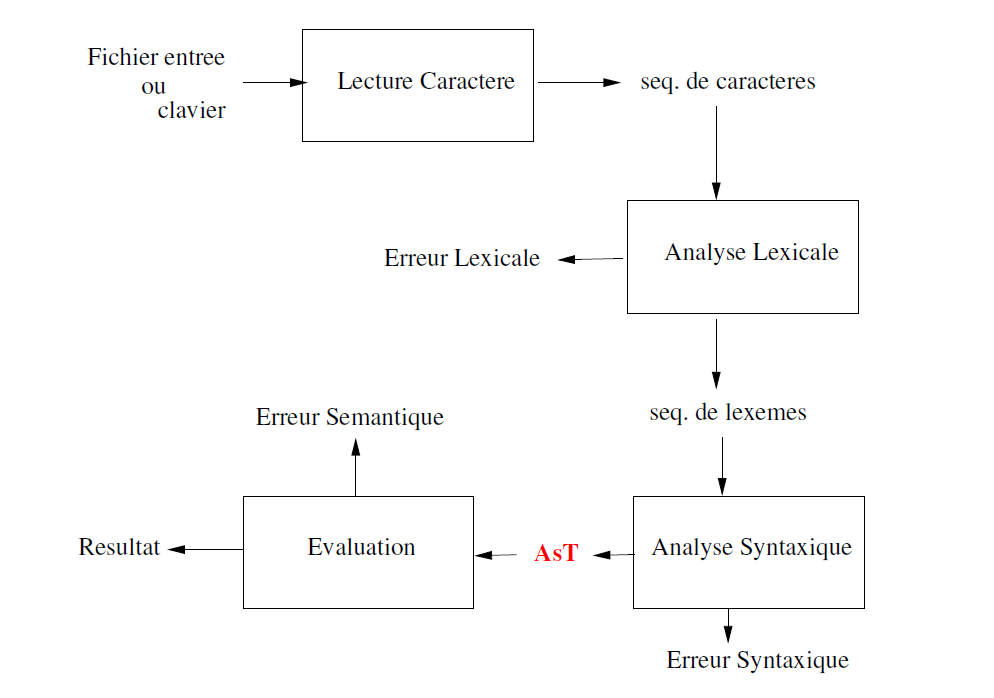 Fichier entree
ou
clavier
Lecture Caractere
seq. de caracteres
Analyse Lexicale
Erreur Lexicale
seq. de lexemes
Erreur Semantique
Analyse Syntaxique
AsT
Evaluation
Resultat
Erreur Syntaxique